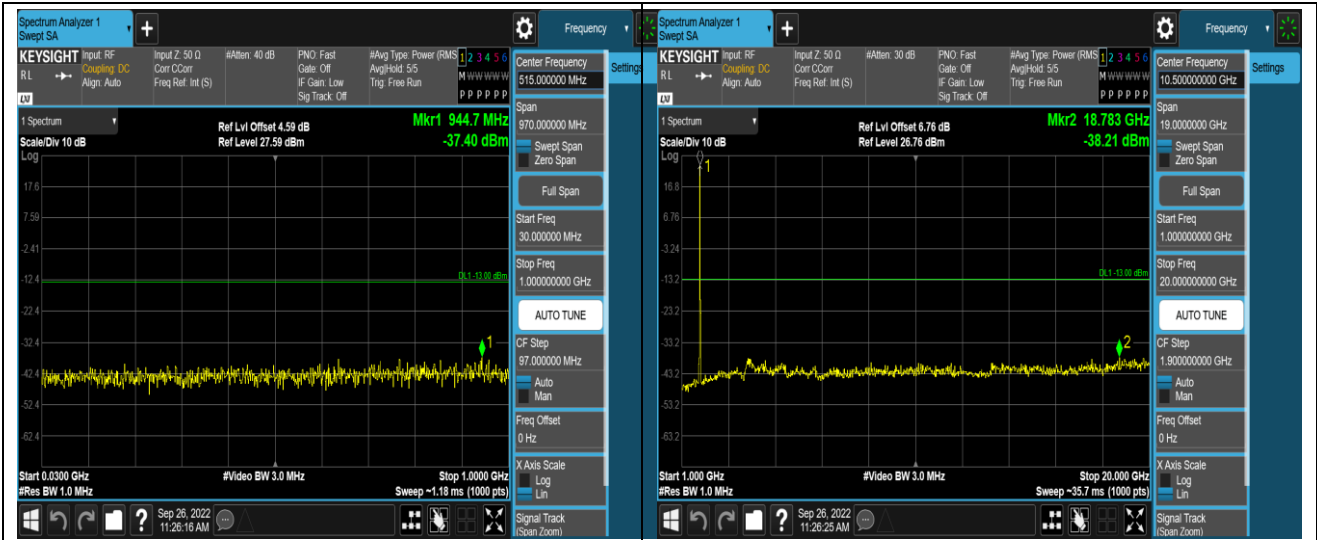 Spectrum Analyzer 1
Swept SA
Frequency
KEYSIGHT
Input: RF
Coupling: DC
Align: Auto
Input Z: 50 Ω
Corr CCorr
Freq Ref: Int (S)
#Atten: 40 dB
PNO: Fast
Gate: Off
IF Gain: Low
Sig Track: Off
#Avg Type: Power (RMS
Avg|Hold: 5/5
Trig: Free Run
1 2 3 4 5 6
M W W W W W
P P P P P P
RL
LXI
Center Frequency
515.000000 MHz
Settings
Span
970.000000 MHz
Swept Span
Zero Span
Full Span
Start Freq
30.000000 MHz
Stop Freq
1.000000000 GHz
AUTO TUNE
CF Step
97.000000 MHz
Auto
Man
Freq Offset
0 Hz
X Axis Scale
Log
Lin
Signal Track
(Span Zoom)
1 Spectrum
Scale/Div 10 dB
Log
Ref Lvl Offset 4.59 dB
Ref Level 27.59 dBm
Mkr1 944.7 MHz
-37.40 dBm
17.6
7.59
-2.41
-12.4
-22.4
-32.4
-42.4
-52.4
-62.4
DL1 -13.00 dBm
1
Start 0.0300 GHz
#Res BW 1.0 MHz
#Video BW 3.0 MHz
Stop 1.0000 GHz
Sweep ~1.18 ms (1000 pts)
?
Sep 26, 2022
11:26:16 AM
Spectrum Analyzer 1
Swept SA
Frequency
KEYSIGHT
Input: RF
Coupling: DC
Align: Auto
Input Z: 50 Ω
Corr CCorr
Freq Ref: Int (S)
#Atten: 30 dB
PNO: Fast
Gate: Off
IF Gain: Low
Sig Track: Off
#Avg Type: Power (RMS
Avg|Hold: 5/5
Trig: Free Run
1 2 3 4 5 6
M W W W W W
P P P P P P
RL
LXI
Center Frequency
10.500000000 GHz
Settings
Span
19.0000000 GHz
Swept Span
Zero Span
Full Span
Start Freq
1.000000000 GHz
Stop Freq
20.000000000 GHz
AUTO TUNE
CF Step
1.900000000 GHz
Auto
Man
Freq Offset
0 Hz
X Axis Scale
Log
Lin
Signal Track
(Span Zoom)
1 Spectrum
Scale/Div 10 dB
Log
Ref Lvl Offset 6.76 dB
Ref Level 26.76 dBm
Mkr2 18.783 GHz
-38.21 dBm
1
16.8
6.76
-3.24
-13.2
-23.2
-33.2
-43.2
-53.2
-63.2
DL1 -13.00 dBm
2
Start 1.000 GHz
#Res BW 1.0 MHz
#Video BW 3.0 MHz
Stop 20.000 GHz
Sweep ~35.7 ms (1000 pts)
?
Sep 26, 2022
11:26:25 AM